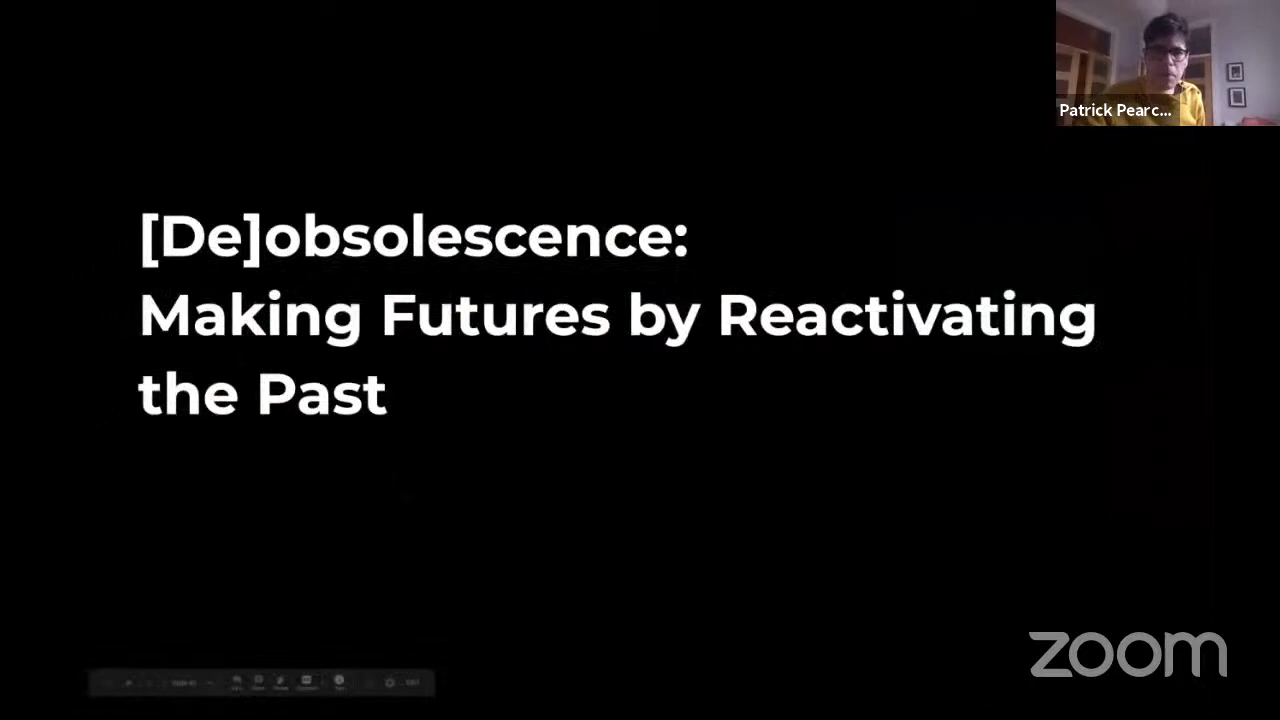 Patrick Pearc...
[De]obsolescence:
Making Futures by Reactivating
the Past
zoom